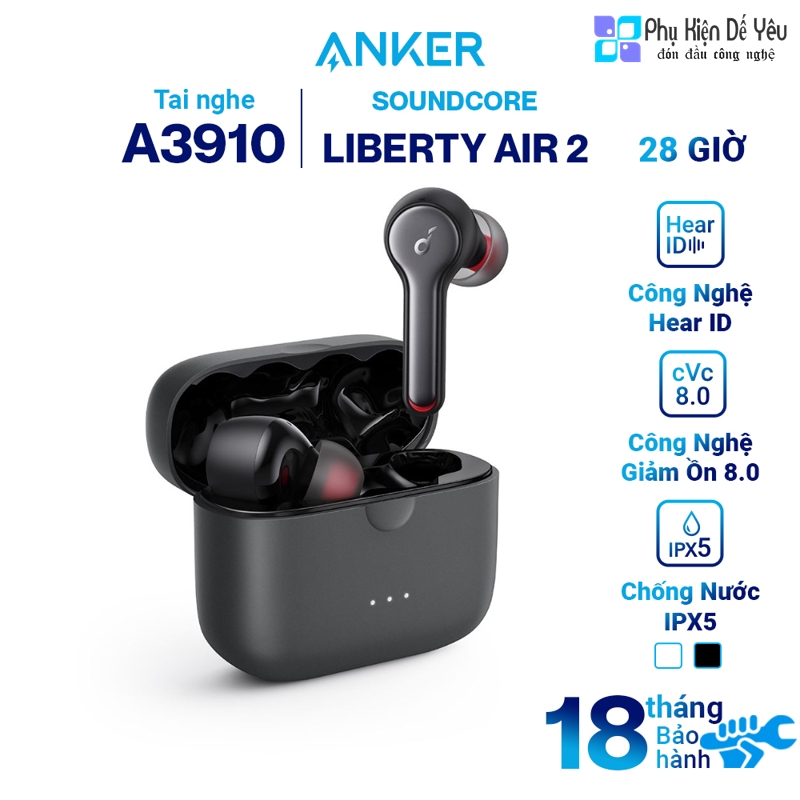 Phụ Kiện Dế Yêu
đón đầu công nghệ
ANKER
Tai nghe
A3910
SOUNDCORE
LIBERTY AIR 2
28 GIỜ
Hear
ID
Công Nghệ
Hear ID
cVc
8.0
Công Nghệ
Giảm Ồn 8.0
IPX5
Chống Nước
IPX5
18 tháng
Bảo
hành